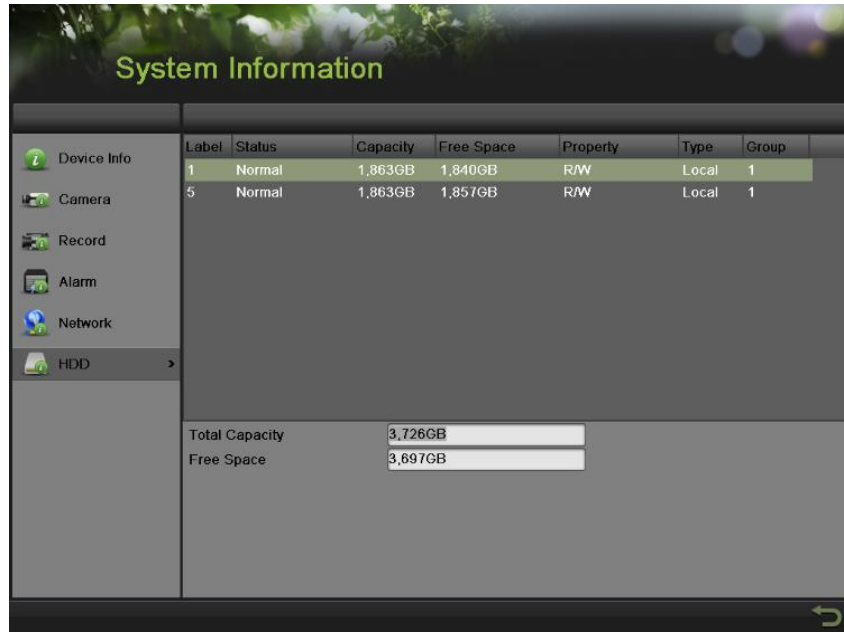 System Information
Device Info
Camera
Record
Alarm
Network
HDD
Label Status Capacity Free Space Property Type Group
1 Normal 1,863GB 1,840GB R/W Local 1
5 Normal 1,863GB 1,857GB R/W Local 1
Total Capacity 3,726GB
Free Space 3,697GB